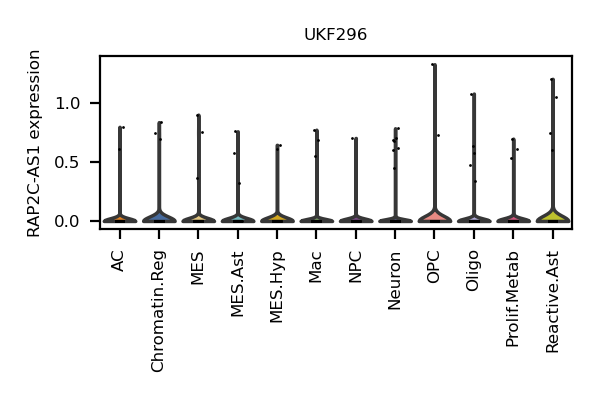 UKF296
RAP2C-AS1 expression
1.0
0.5
0.0
AC
Chromatin.Reg
MES
MES.Ast
MES.Hyp
Mac
NPC
Neuron
OPC
Oligo
Prolif.Metab
Reactive.Ast